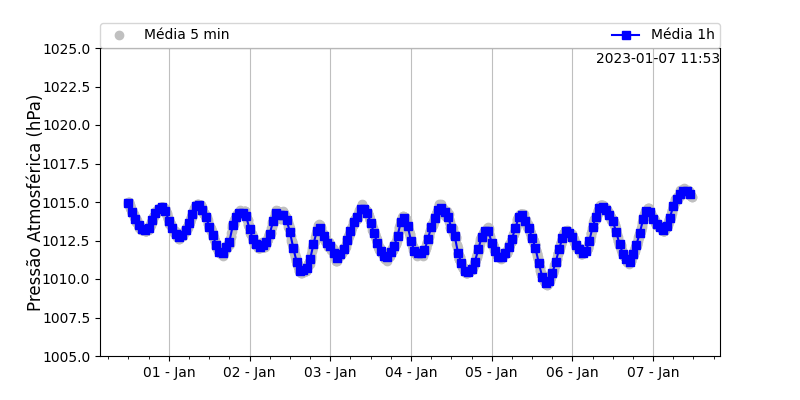 Média 5 min
Média 1h
2023-01-07 11:53
Pressão Atmosférica (hPa)
1025.0
1022.5
1020.0
1017.5
1015.0
1012.5
1010.0
1007.5
1005.0
01 - Jan
02 - Jan
03 - Jan
04 - Jan
05 - Jan
06 - Jan
07 - Jan